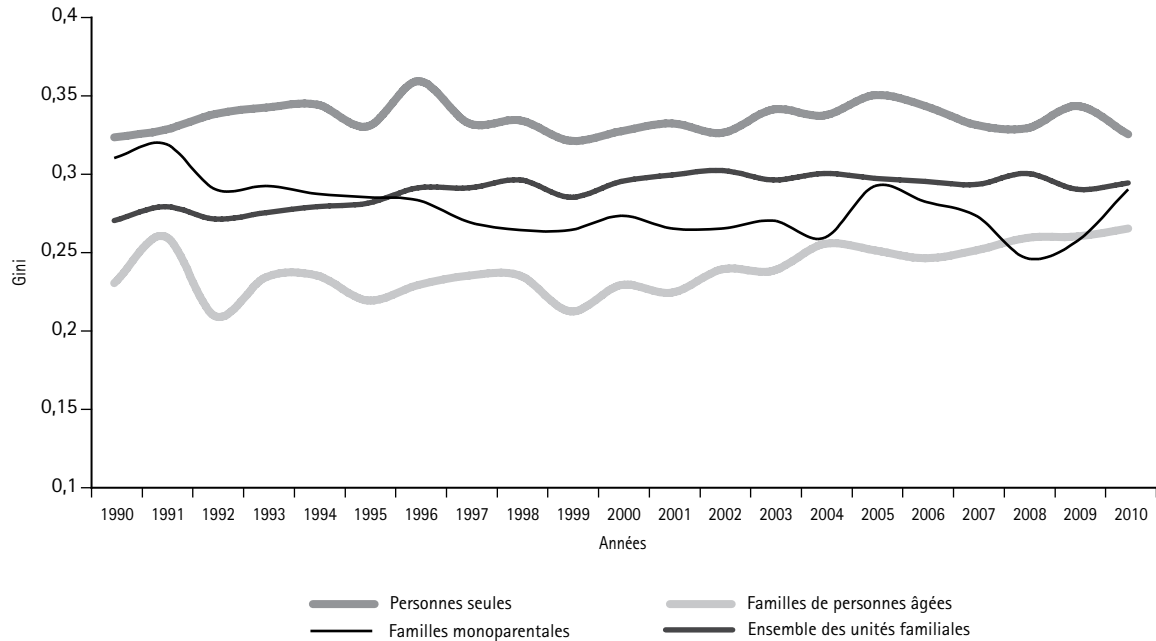 0,4
0,35
0,3
0,25
0,2
0,15
0,1
Gini
1990 1991 1992 1993 1994 1995 1996 1997 1998 1999 2000 2001 2002 2003 2004 2005 2006 2007 2008 2009 2010
Années
Personnes seules Familles de personnes âgées
Familles monoparentales Ensemble des unités familiales